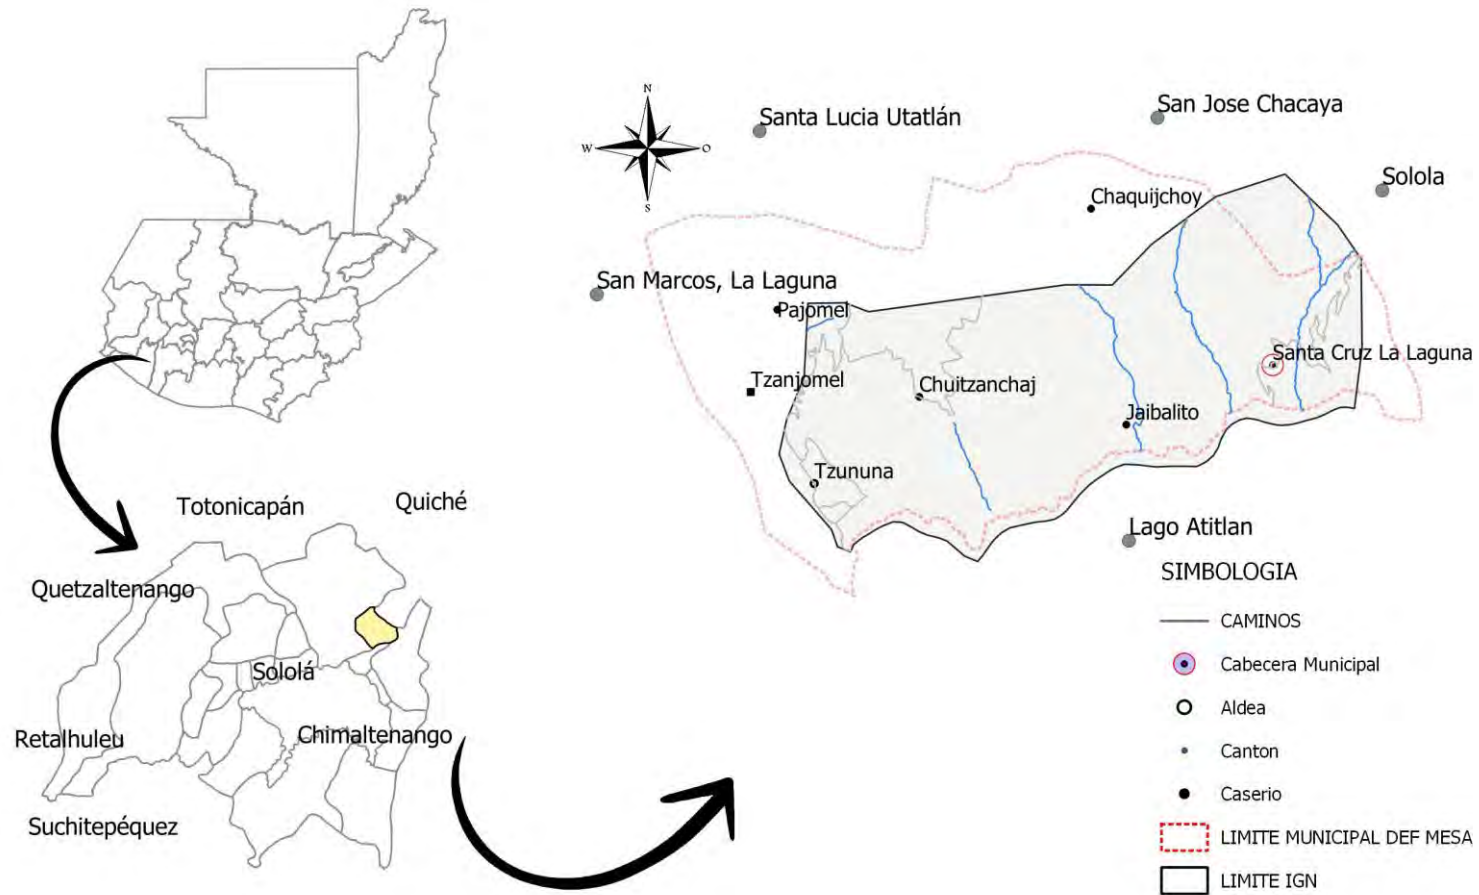 N
W
O
S
Santa Lucia Utatlán
San Jose Chacaya
Solola
Chaquijchoy
San Marcos, La Laguna
Pajomel
Santa Cruz La Laguna
Tzanjomel
Chuitzanchaj
Jaibalito
Tzununa
Lago Atitlan
Totonicapán
Quiché
Quetzaltenango
Sololá
Retalhuleu
Chimaltenango
Suchitepéquez
SIMBOLOGIA
CAMINOS
Cabecera Municipal
Aldea
Canton
Caserio
LIMITE MUNICIPAL DEF MESA
LIMITE IGN